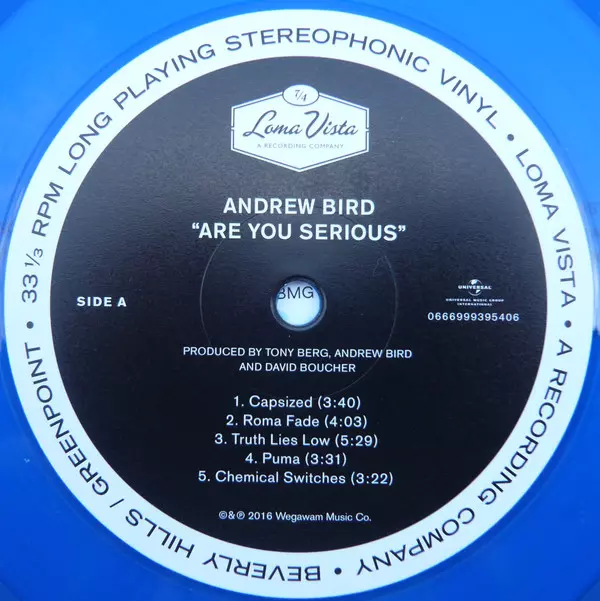 33 1/3 RPM LONG PLAYING STEREOPHONIC VINYL • LOMA VISTA • A RECORDING COMPANY • BEVERLY HILLS / GREENPOINT •
7/4
Loma Vista
A RECORDING COMPANY
ANDREW BIRD
"ARE YOU SERIOUS"
SIDE A
BMG
UNIVERSAL
UNIVERSAL MUSIC GROUP
INTERNATIONAL
0666999395406
PRODUCED BY TONY BERG, ANDREW BIRD
AND DAVID BOUCHER
1. Capsized (3:40)
2. Roma Fade (4:03)
3. Truth Lies Low (5:29)
4. Puma (3:31)
5. Chemical Switches (3:22)
©&℗ 2016 Wegawam Music Co.